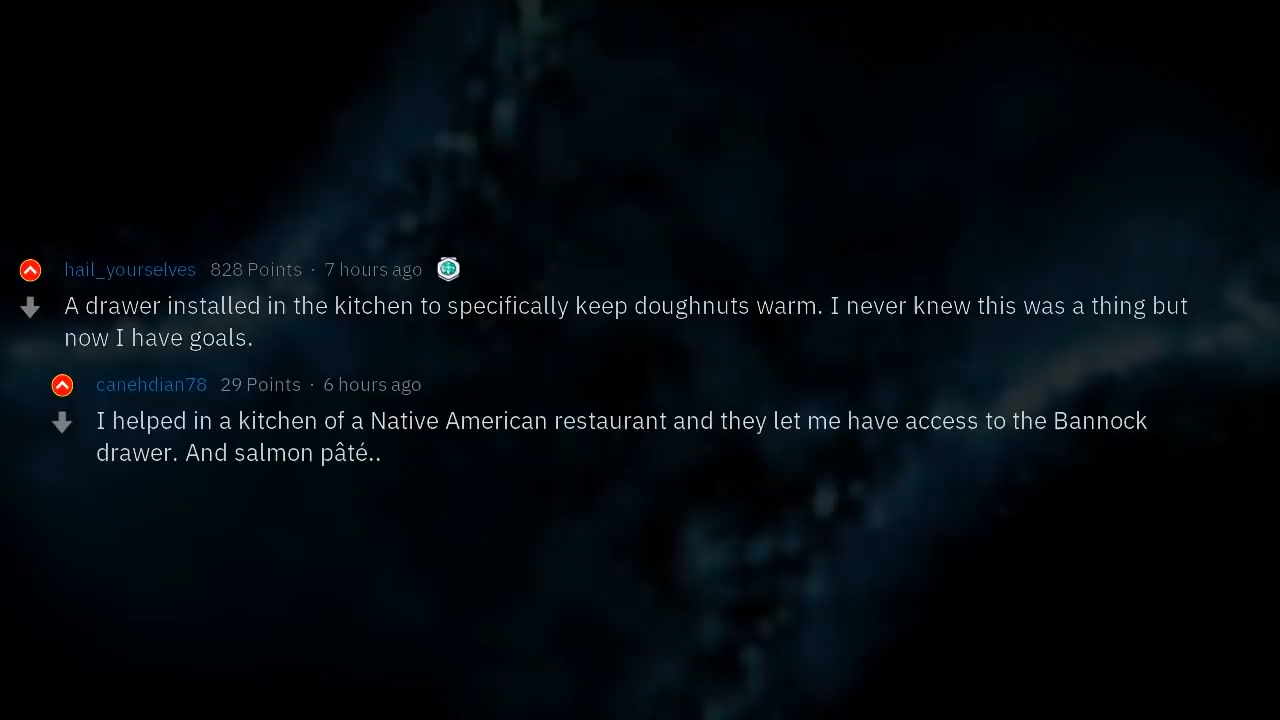 hail_yourselves 828 Points · 7 hours ago
A drawer installed in the kitchen to specifically keep doughnuts warm. I never knew this was a thing but
now I have goals.
canehdian78 29 Points · 6 hours ago
I helped in a kitchen of a Native American restaurant and they let me have access to the Bannock
drawer. And salmon pâté..